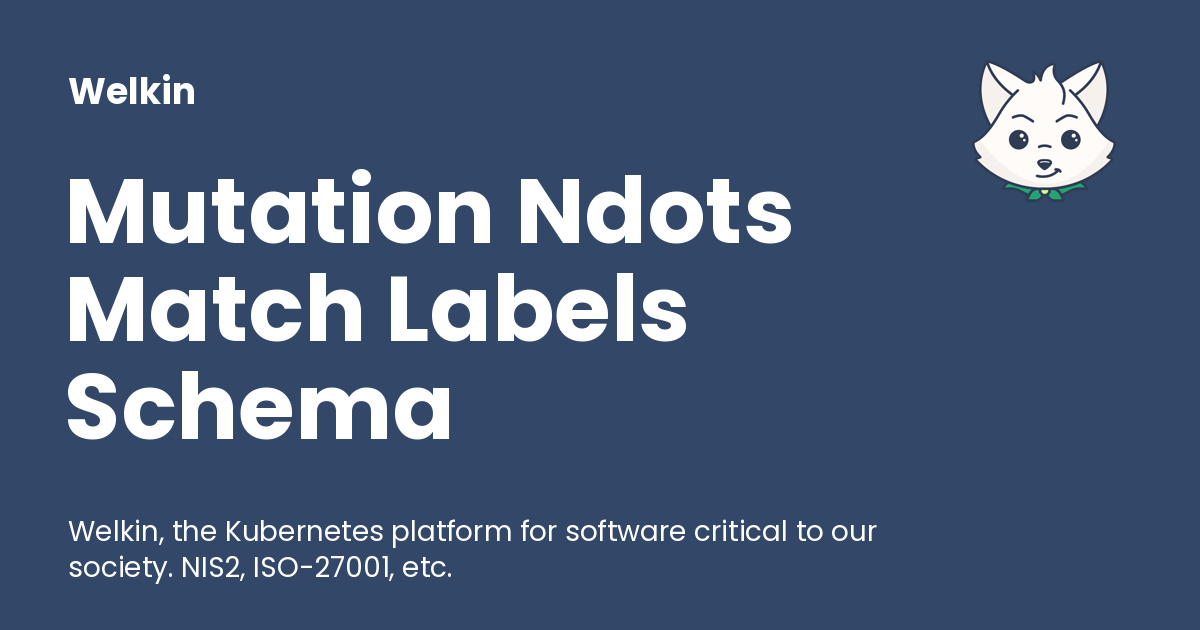 Welkin
Mutation Ndots
Match Labels
Schema
Welkin, the Kubernetes platform for software critical to our
society. NIS2, ISO-27001, etc.